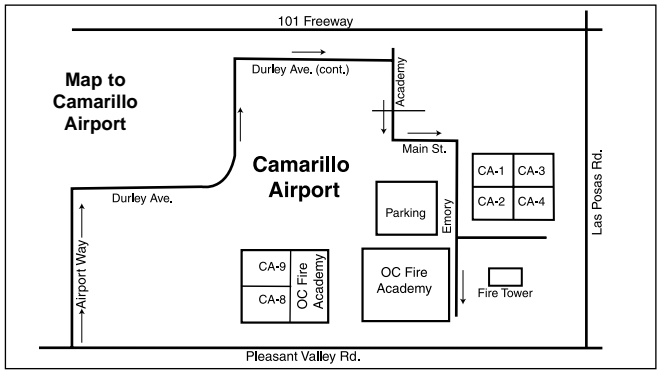 101 Freeway
Map to
Camarillo
Airport
Durley Ave. (cont.)
Academy
Main St.
Camarillo
Airport
Durley Ave.
Airport Way
Parking
Emory
CA-1
CA-3
CA-2
CA-4
Las Posas Rd.
CA-9
CA-8
OC Fire
Academy
OC Fire
Academy
Fire Tower
Pleasant Valley Rd.